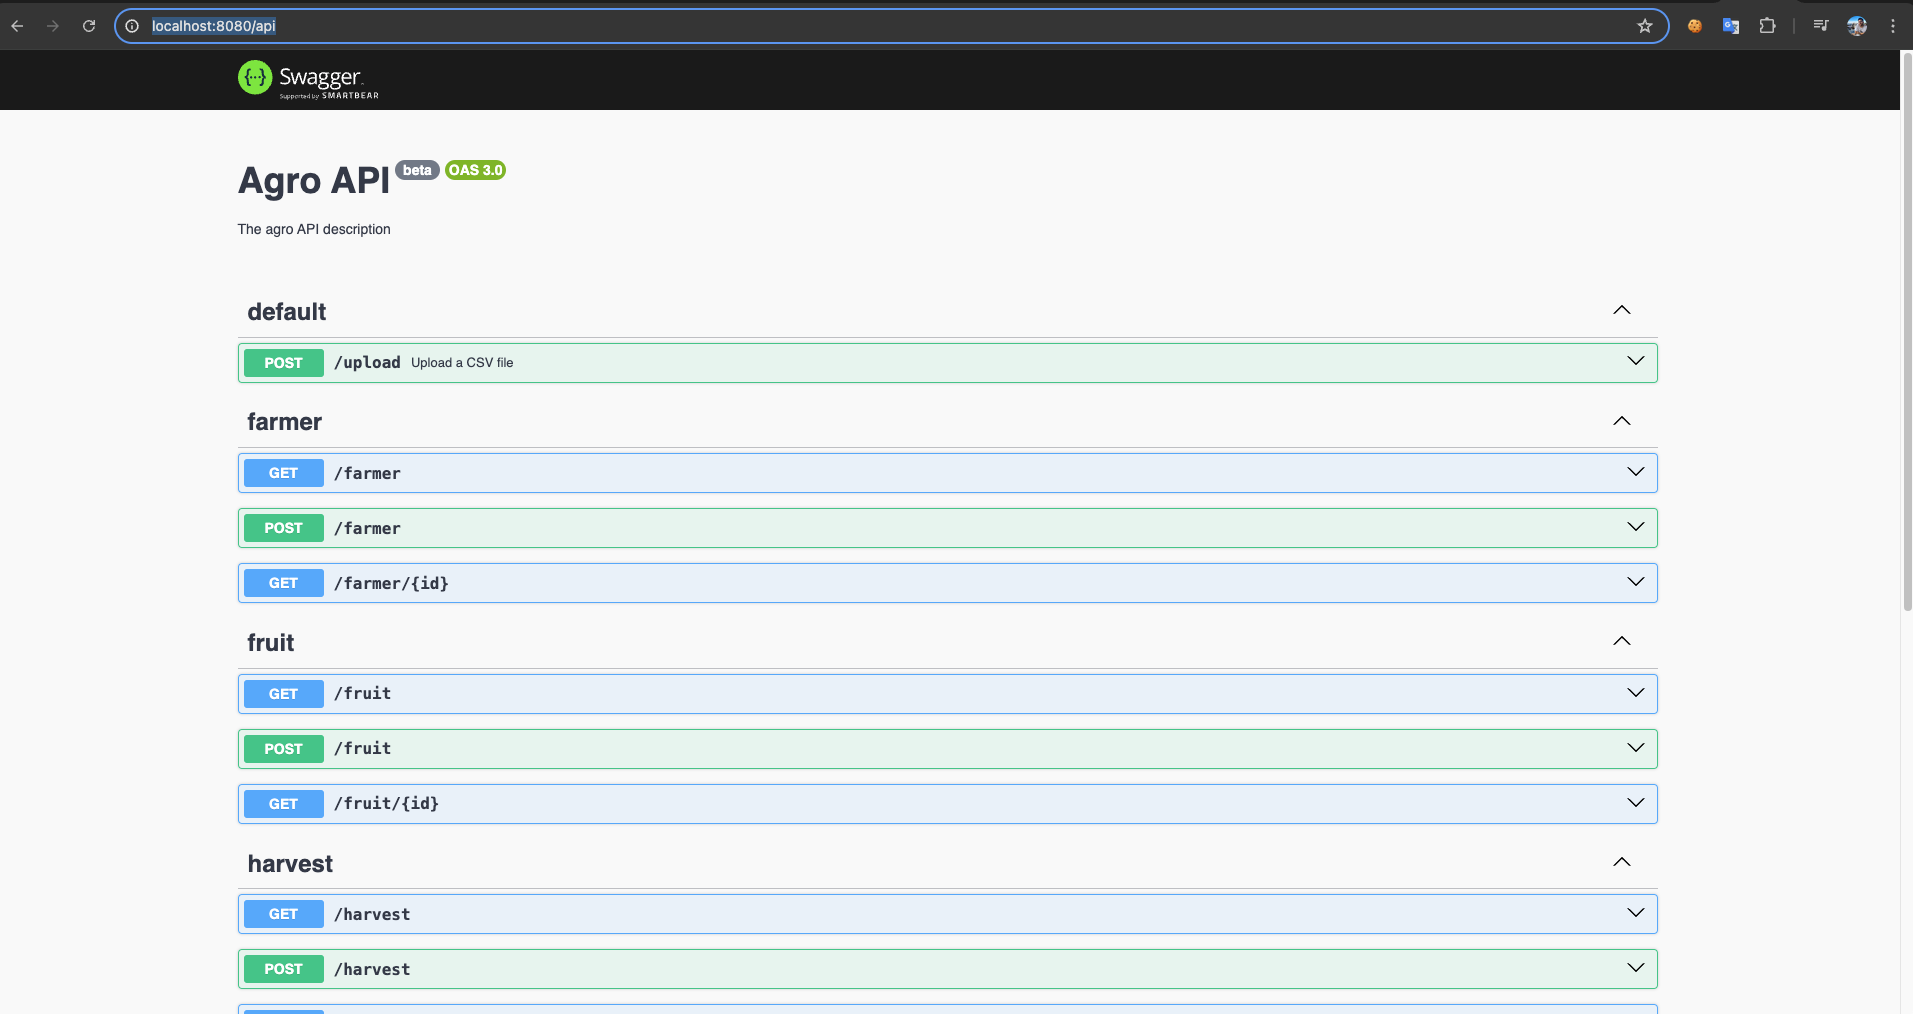 localhost:8080/api
{···} Swagger.
Supported by SMARTBEAR
Agro API beta OAS 3.0
The agro API description
default
POST /upload Upload a CSV file
farmer
GET /farmer
POST /farmer
GET /farmer/{id}
fruit
GET /fruit
POST /fruit
GET /fruit/{id}
harvest
GET /harvest
POST /harvest